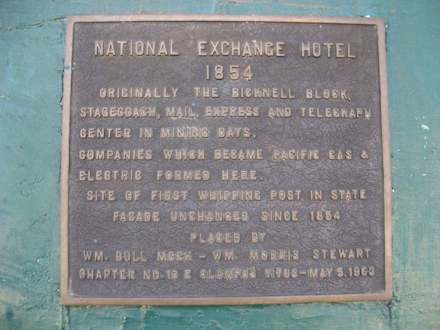 NATIONAL EXCHANGE HOTEL
1854
ORIGINALLY THE BICKNELL BLOCK,
STAGECOACH, MAIL, EXPRESS AND TELEGRAPH
CENTER IN MINING DAYS.
COMPANIES WHICH BECAME PACIFIC GAS &
ELECTRIC FORMED HERE.
SITE OF FIRST WHIPPING POST IN STATE
FACADE UNCHANGED SINCE 1854
PLACED BY
WM. BULL MEEK - WM. MORRIS STEWART
CHAPTER NO. 10 E CLAMPUS VITUS - MAY 5,